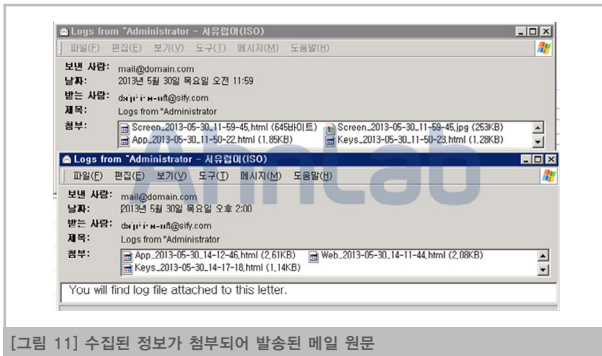 Logs from "Administrator - 서유럽어(ISO)
파일(F) 편집(E) 보기(V) 도구(T) 메시지(M) 도움말(H)
보낸 사람: mail@domain.com
날짜: 2013년 5월 30일 목요일 오전 11:59
받는 사람: @sify.com
제목: Logs from "Administrator
첨부: Screen_2013-05-30_11-59-45.html (645바이트) Screen_2013-05-30_11-59-45.jpg (253KB)
App_2013-05-30_11-50-22.html (1.85KB) Keys_2013-05-30_11-50-23.html (1.28KB)
Logs from "Administrator - 서유럽어(ISO)
파일(F) 편집(E) 보기(V) 도구(T) 메시지(M) 도움말(H)
보낸 사람: mail@domain.com
날짜: 2013년 5월 30일 목요일 오후 2:00
받는 사람: @sify.com
제목: Logs from "Administrator
첨부: App_2013-05-30_14-12-46.html (2.61KB) Web_2013-05-30_14-11-44.html (2.08KB)
Keys_2013-05-30_14-17-18.html (1.14KB)
You will find log file attached to this letter.
AhnLab
[그림 11] 수집된 정보가 첨부되어 발송된 메일 원문